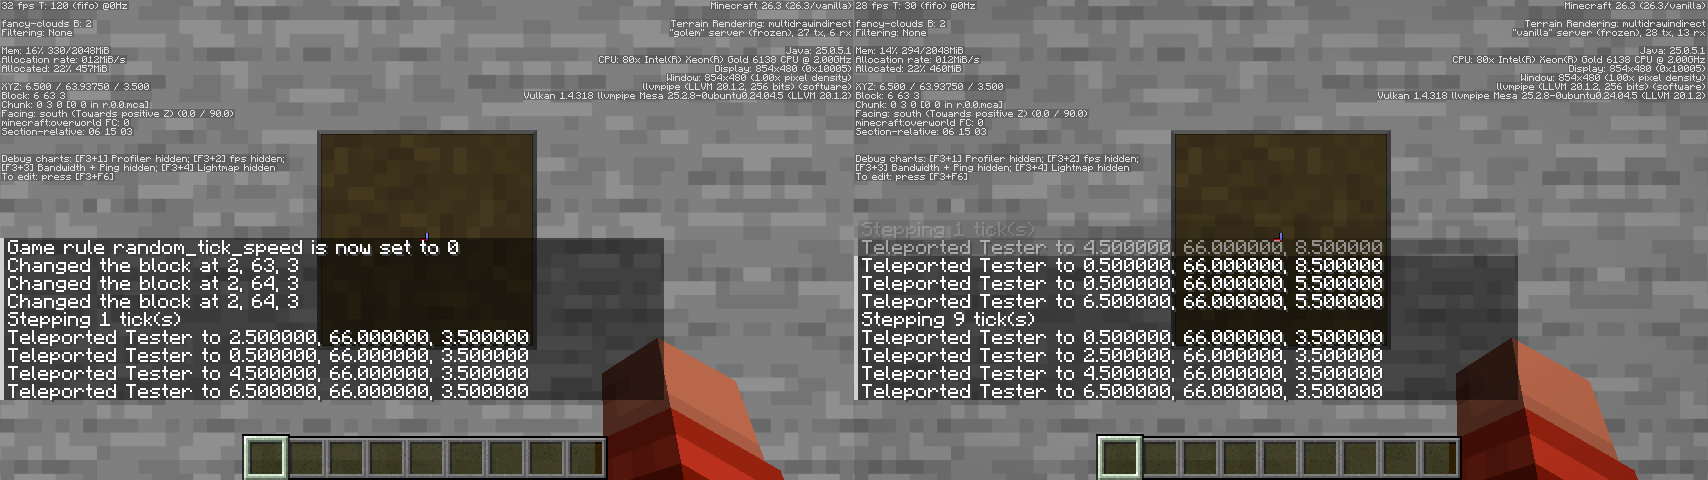 32 fps T: 120 (fifo) @0Hz
fancy-clouds B: 2
Filtering: None
Mem: 16% 330/2048MiB
Allocation rate: 012MiB/s
Allocated: 22% 457MiB
XYZ: 6.500 / 63.93750 / 3.500
Block: 6 63 3
Chunk: 0 3 0 [0 0 in r.0.0.mca]
Facing: south (Towards positive Z) (0.0 / 90.0)
minecraft:overworld FC: 0
Section-relative: 06 15 03
Debug charts: [F3+1] Profiler hidden; [F3+2] fps hidden;
[F3+3] Bandwidth + Ping hidden; [F3+4] Lightmap hidden
To edit: press [F3+F6]
Minecraft 26.3 (26.3/vanilla)
Terrain Rendering: multidrawindirect
"golem" server (frozen), 27 tx, 6 rx
Java: 25.0.5.1
CPU: 80x Intel(R) Xeon(R) Gold 6138 CPU @ 2.00GHz
Display: 854x480 (0x10005)
Window: 854x480 (1.00x pixel density)
llvmpipe (LLVM 20.1.2, 256 bits) (software)
Vulkan 1.4.318 llvmpipe Mesa 25.2.8-0ubuntu0.24.04.5 (LLVM 20.1.2)
Game rule random_tick_speed is now set to 0
Changed the block at 2, 63, 3
Changed the block at 2, 64, 3
Changed the block at 2, 64, 3
Stepping 1 tick(s)
Teleported Tester to 2.500000, 66.000000, 3.500000
Teleported Tester to 0.500000, 66.000000, 3.500000
Teleported Tester to 4.500000, 66.000000, 3.500000
Teleported Tester to 6.500000, 66.000000, 3.500000
28 fps T: 30 (fifo) @0Hz
fancy-clouds B: 2
Filtering: None
Mem: 14% 294/2048MiB
Allocation rate: 012MiB/s
Allocated: 22% 460MiB
XYZ: 6.500 / 63.93750 / 3.500
Block: 6 63 3
Chunk: 0 3 0 [0 0 in r.0.0.mca]
Facing: south (Towards positive Z) (0.0 / 90.0)
minecraft:overworld FC: 0
Section-relative: 06 15 03
Debug charts: [F3+1] Profiler hidden; [F3+2] fps hidden;
[F3+3] Bandwidth + Ping hidden; [F3+4] Lightmap hidden
To edit: press [F3+F6]
Minecraft 26.3 (26.3/vanilla)
Terrain Rendering: multidrawindirect
"vanilla" server (frozen), 28 tx, 13 rx
Java: 25.0.5.1
CPU: 80x Intel(R) Xeon(R) Gold 6138 CPU @ 2.00GHz
Display: 854x480 (0x10005)
Window: 854x480 (1.00x pixel density)
llvmpipe (LLVM 20.1.2, 256 bits) (software)
Vulkan 1.4.318 llvmpipe Mesa 25.2.8-0ubuntu0.24.04.5 (LLVM 20.1.2)
Stepping 1 tick(s)
Teleported Tester to 4.500000, 66.000000, 8.500000
Teleported Tester to 0.500000, 66.000000, 8.500000
Teleported Tester to 0.500000, 66.000000, 5.500000
Teleported Tester to 6.500000, 66.000000, 5.500000
Stepping 9 tick(s)
Teleported Tester to 0.500000, 66.000000, 3.500000
Teleported Tester to 2.500000, 66.000000, 3.500000
Teleported Tester to 4.500000, 66.000000, 3.500000
Teleported Tester to 6.500000, 66.000000, 3.500000